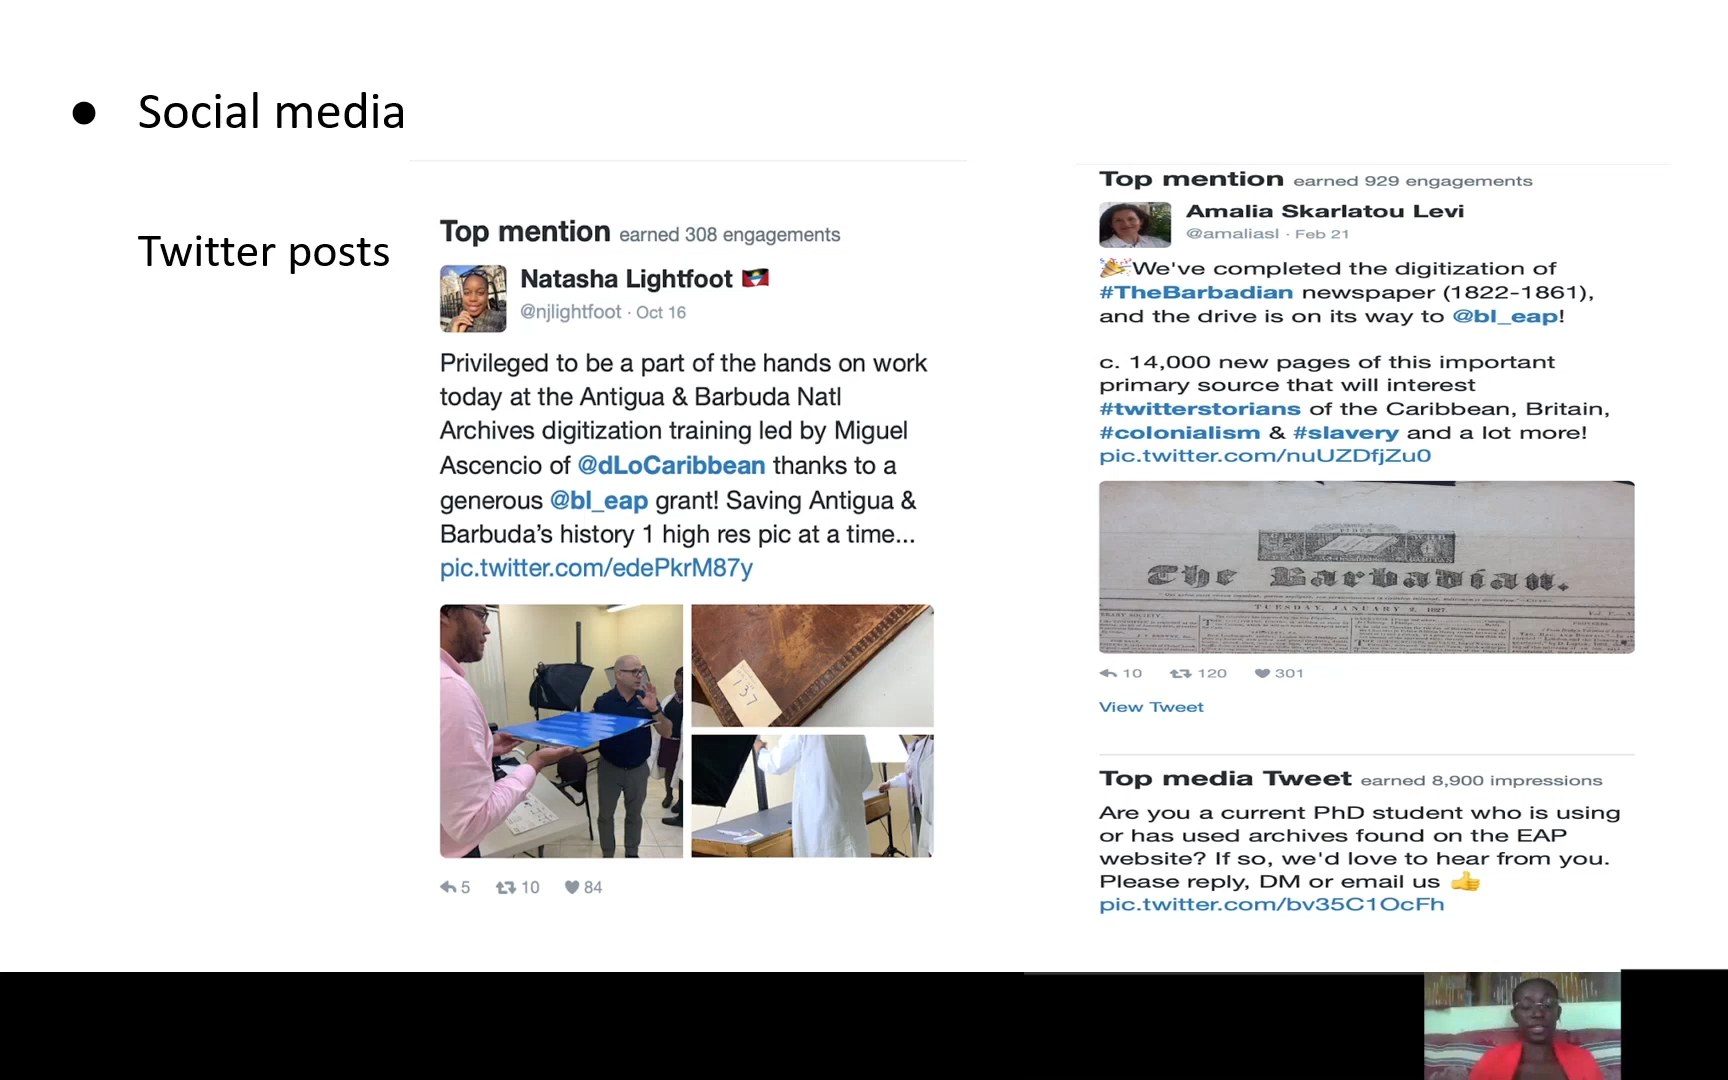 ● Social media
Twitter posts
Top mention earned 308 engagements
Natasha Lightfoot 🇦🇬
@njlightfoot · Oct 16
Privileged to be a part of the hands on work
today at the Antigua & Barbuda Natl
Archives digitization training led by Miguel
Ascencio of @dLoCaribbean thanks to a
generous @bl_eap grant! Saving Antigua &
Barbuda’s history 1 high res pic at a time...
pic.twitter.com/edePkrM87y
137
5 10 84
Top mention earned 929 engagements
Amalia Skarlatou Levi
@amaliasl · Feb 21
🎉We've completed the digitization of
#TheBarbadian newspaper (1822-1861),
and the drive is on its way to @bl_eap!
c. 14,000 new pages of this important
primary source that will interest
#twitterstorians of the Caribbean, Britain,
#colonialism & #slavery and a lot more!
pic.twitter.com/nuUZDfjZu0
The Barbadian.
TUESDAY, JANUARY 2, 1827.
10 120 301
View Tweet
Top media Tweet earned 8,900 impressions
Are you a current PhD student who is using
or has used archives found on the EAP
website? If so, we'd love to hear from you.
Please reply, DM or email us 👍
pic.twitter.com/bv35C1OcFh